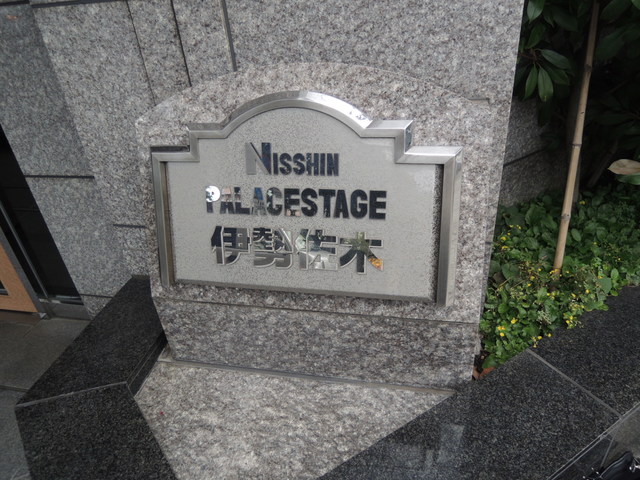 NISSHIN
PALACESTAGE
伊勢佐木